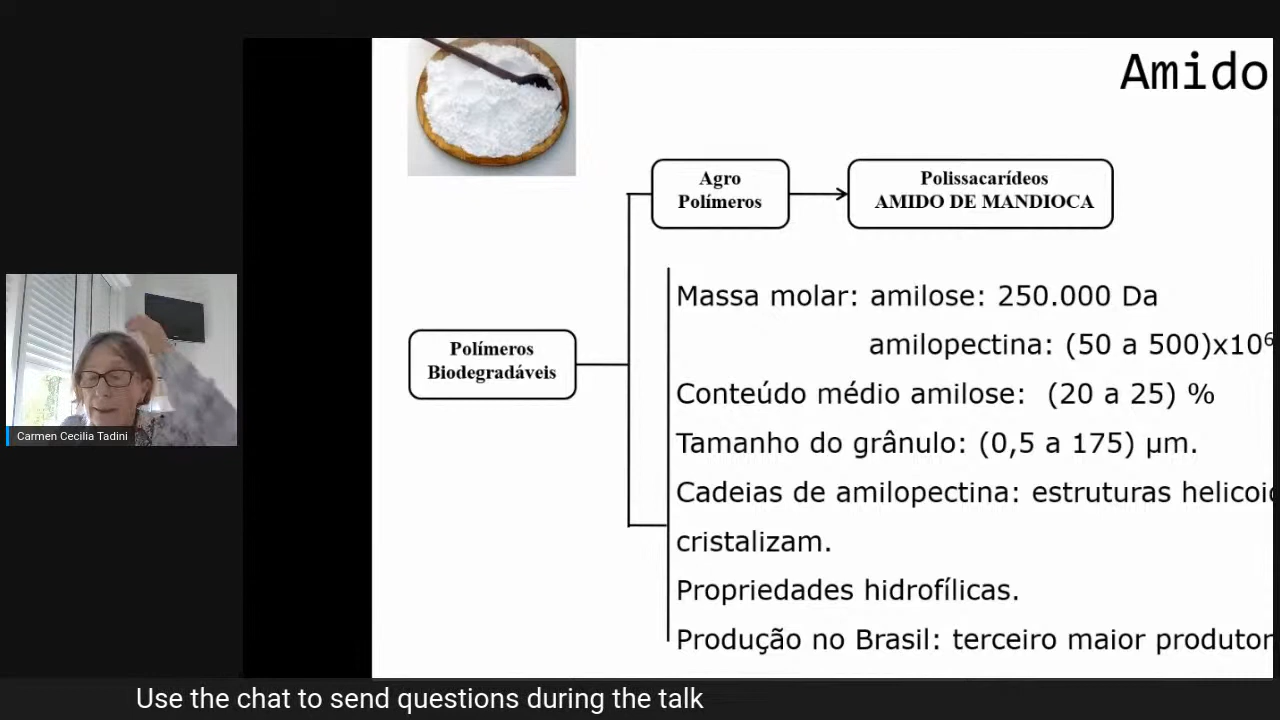 Amido
Agro
Polímeros
Polissacarídeos
AMIDO DE MANDIOCA
Polímeros
Biodegradáveis
Massa molar: amilose: 250.000 Da
amilopectina: (50 a 500)x10⁶
Conteúdo médio amilose: (20 a 25) %
Tamanho do grânulo: (0,5 a 175) µm.
Cadeias de amilopectina: estruturas
cristalizam.
Propriedades hidrofílicas.
Produção no Brasil: terceiro maior produtor
Carmen Cecilia Tadini
Use the chat to send questions during the talk